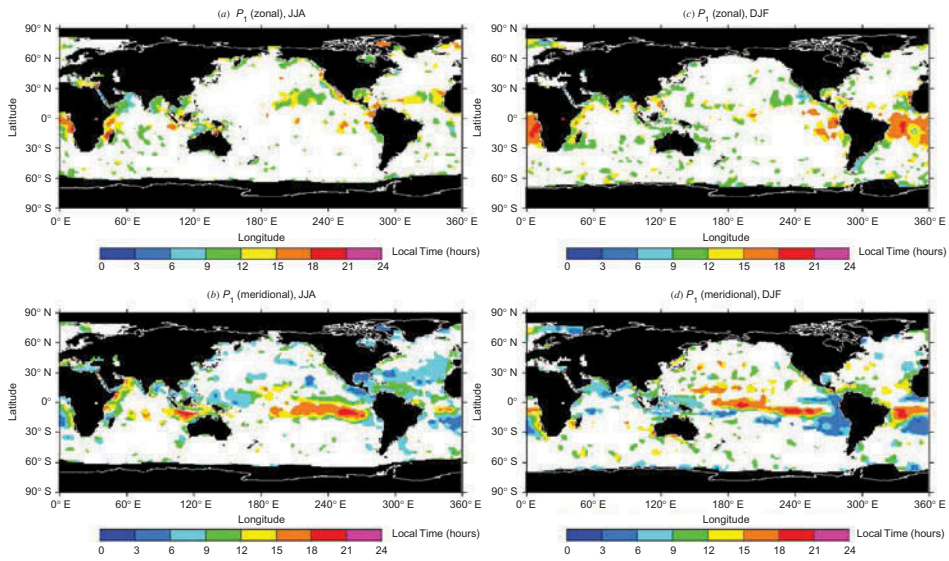 (a) P1 (zonal), JJA
90° N
60° N
30° N
0°
30° S
60° S
90° S
Latitude
0° E 60° E 120° E 180° E 240° E 300° E 360° E
Longitude
Local Time (hours)
0 3 6 9 12 15 18 21 24
(c) P1 (zonal), DJF
90° N
60° N
30° N
0°
30° S
60° S
90° S
Latitude
0° E 60° E 120° E 180° E 240° E 300° E 360° E
Longitude
Local Time (hours)
0 3 6 9 12 15 18 21 24
(b) P1 (meridional), JJA
90° N
60° N
30° N
0°
30° S
60° S
90° S
Latitude
0° E 60° E 120° E 180° E 240° E 300° E 360° E
Longitude
Local Time (hours)
0 3 6 9 12 15 18 21 24
(d) P1 (meridional), DJF
90° N
60° N
30° N
0°
30° S
60° S
90° S
Latitude
0° E 60° E 120° E 180° E 240° E 300° E 360° E
Longitude
Local Time (hours)
0 3 6 9 12 15 18 21 24